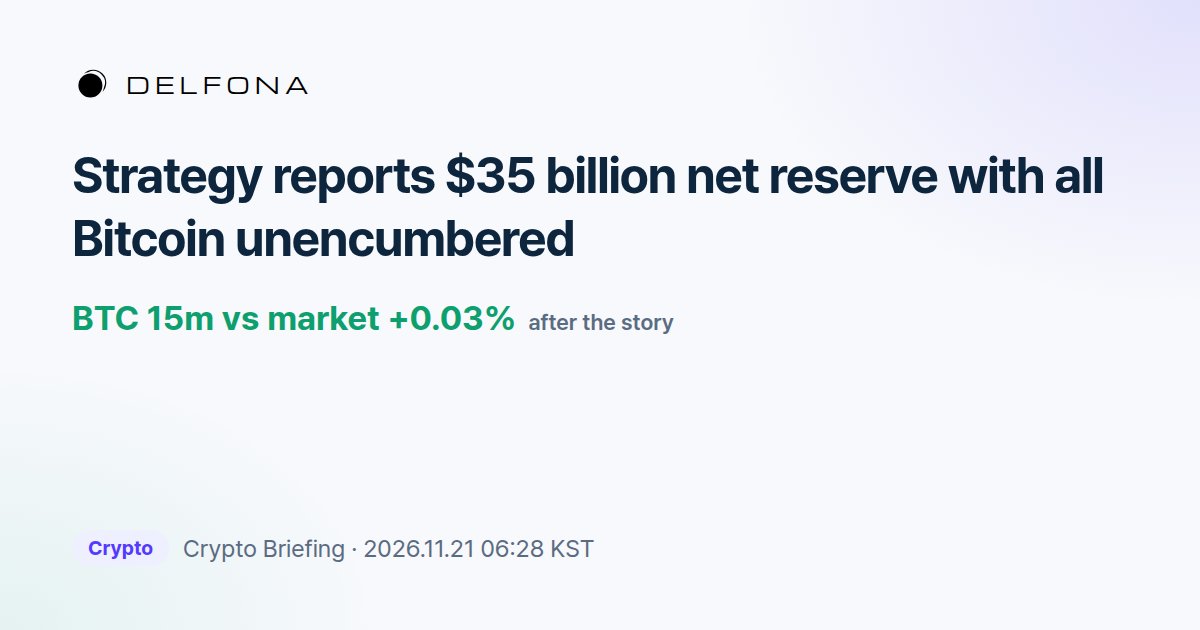 DELFONA
Strategy reports $35 billion net reserve with all
Bitcoin unencumbered
BTC 15m vs market +0.03% after the story
Crypto Crypto Briefing · 2026.11.21 06:28 KST